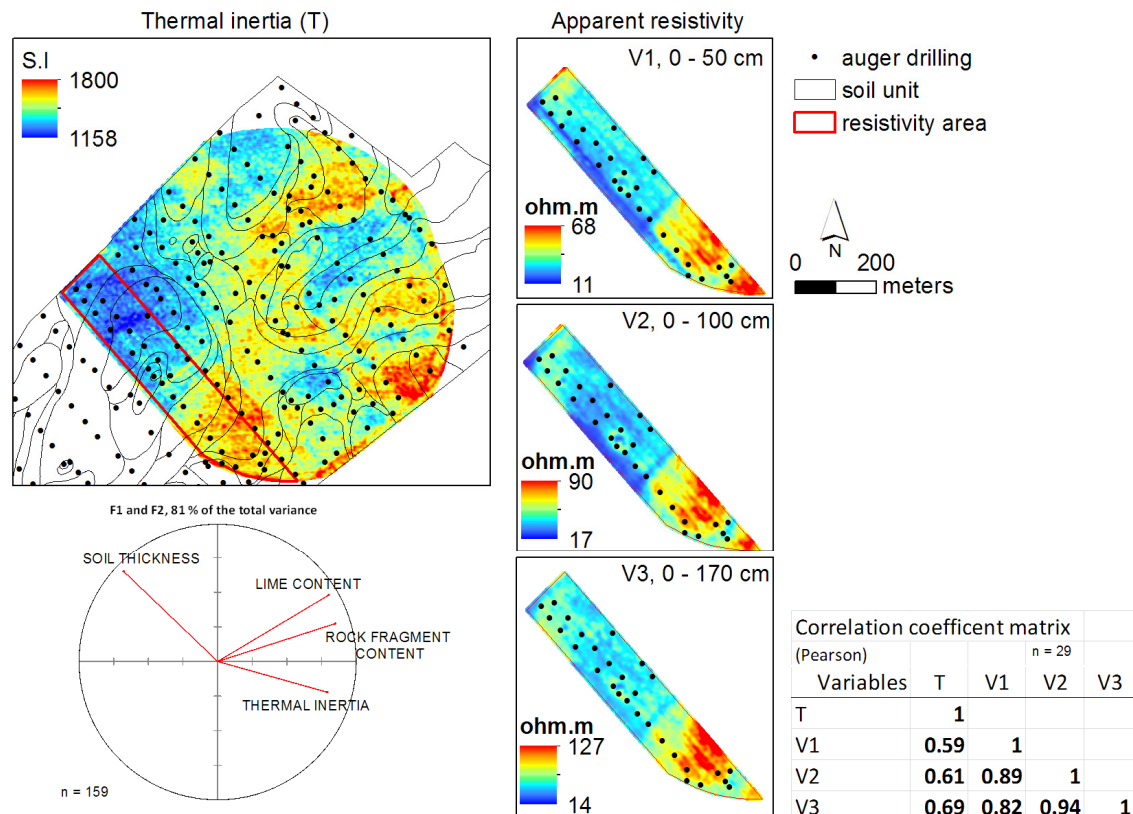 Thermal inertia (T)
S.I
1800
1158
Apparent resistivity
V1, 0 - 50 cm
ohm.m
68
11
V2, 0 - 100 cm
ohm.m
90
17
V3, 0 - 170 cm
ohm.m
127
14
auger drilling
soil unit
resistivity area
N
0 200
meters
F1 and F2, 81 % of the total variance
SOIL THICKNESS
LIME CONTENT
ROCK FRAGMENT
CONTENT
THERMAL INERTIA
n = 159
Correlation coefficent matrix
(Pearson) n = 29
Variables T V1 V2 V3
T 1
V1 0.59 1
V2 0.61 0.89 1
V3 0.69 0.82 0.94 1